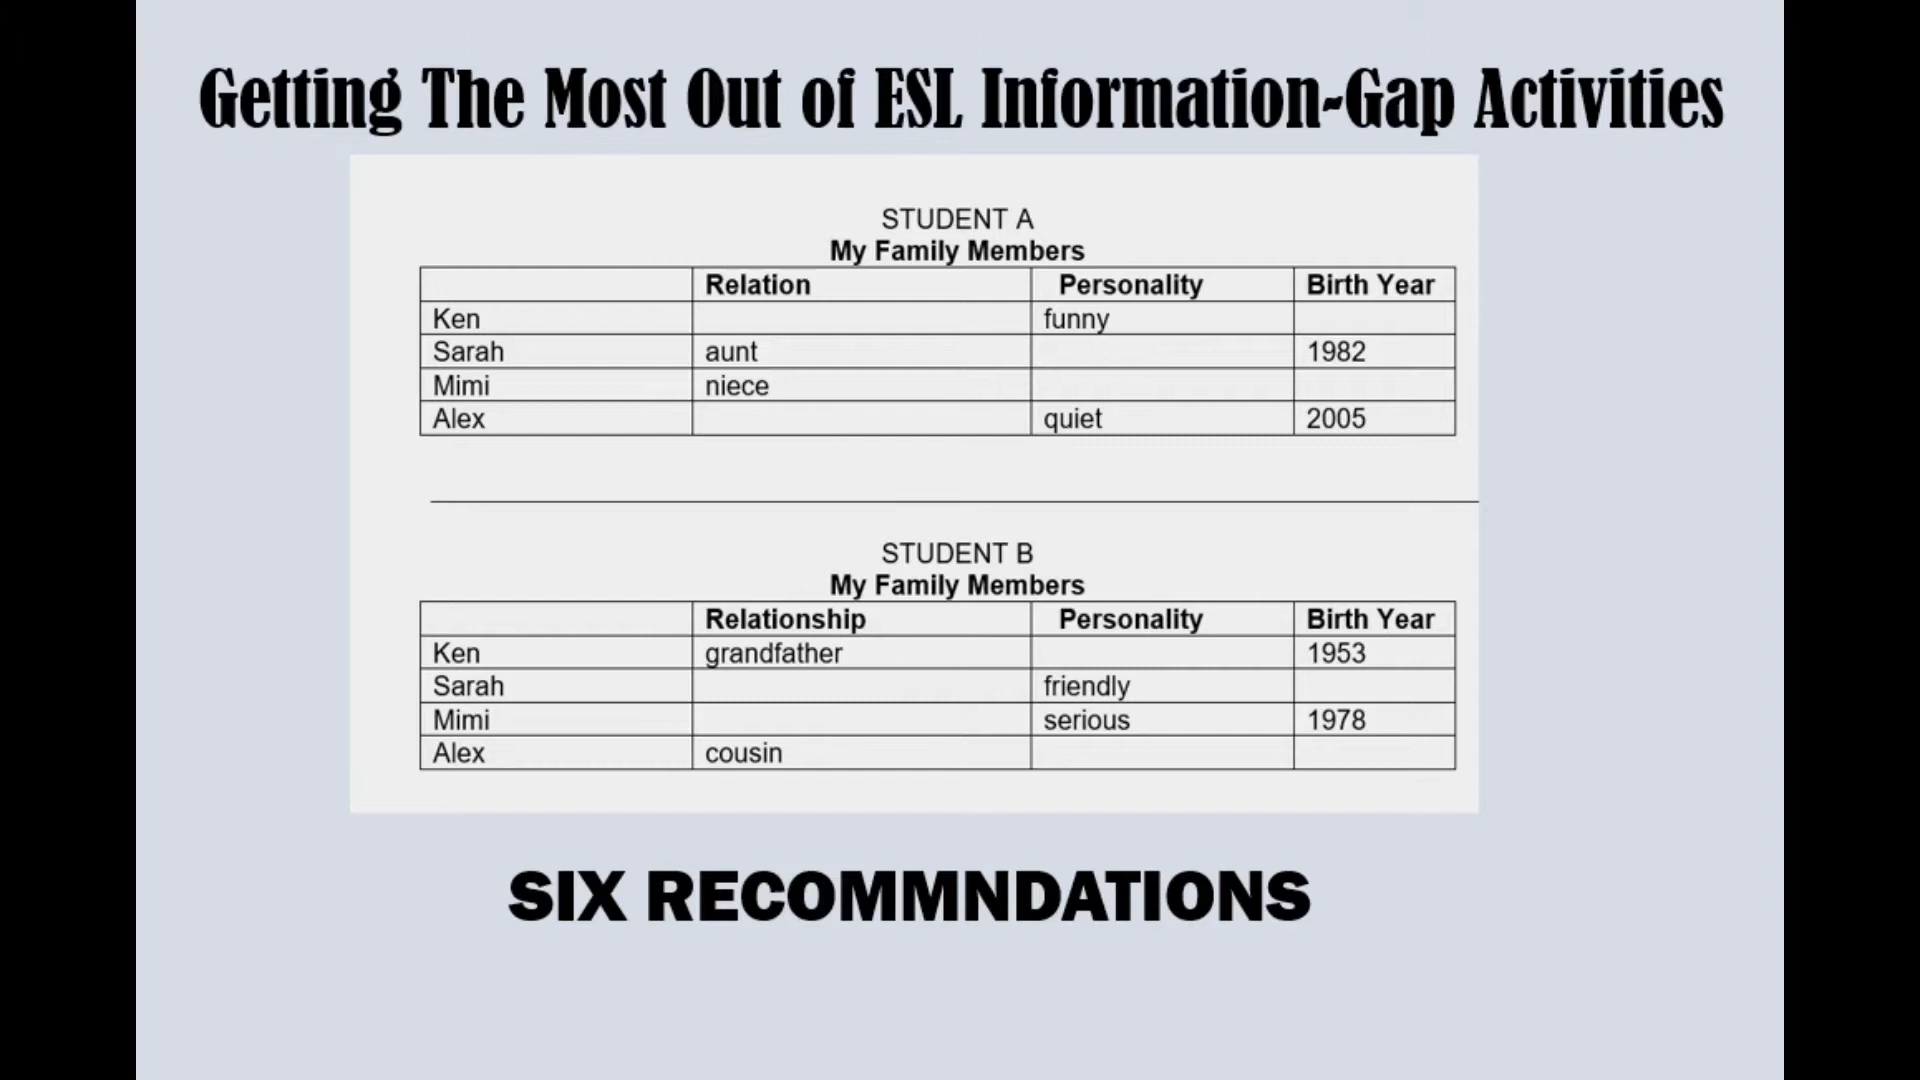 Getting The Most Out of ESL Information-Gap Activities
STUDENT A
My Family Members
Relation Personality Birth Year
Ken funny
Sarah aunt 1982
Mimi niece
Alex quiet 2005
STUDENT B
My Family Members
Relationship Personality Birth Year
Ken grandfather 1953
Sarah friendly
Mimi serious 1978
Alex cousin
SIX RECOMMNDATIONS